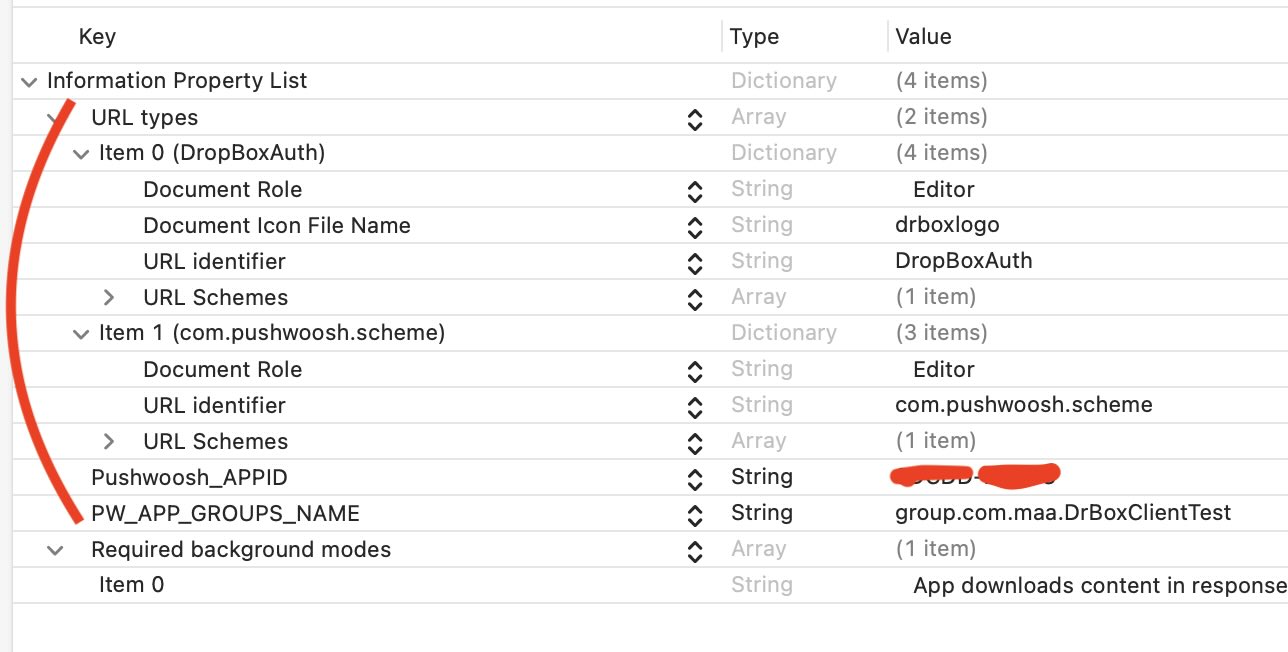 Key Type Value
Information Property List Dictionary (4 items)
URL types Array (2 items)
Item 0 (DropBoxAuth) Dictionary (4 items)
Document Role String Editor
Document Icon File Name String drboxlogo
URL identifier String DropBoxAuth
URL Schemes Array (1 item)
Item 1 (com.pushwoosh.scheme) Dictionary (3 items)
Document Role String Editor
URL identifier String com.pushwoosh.scheme
URL Schemes Array (1 item)
Pushwoosh_APPID String
PW_APP_GROUPS_NAME String group.com.maa.DrBoxClientTest
Required background modes Array (1 item)
Item 0 String App downloads content in response